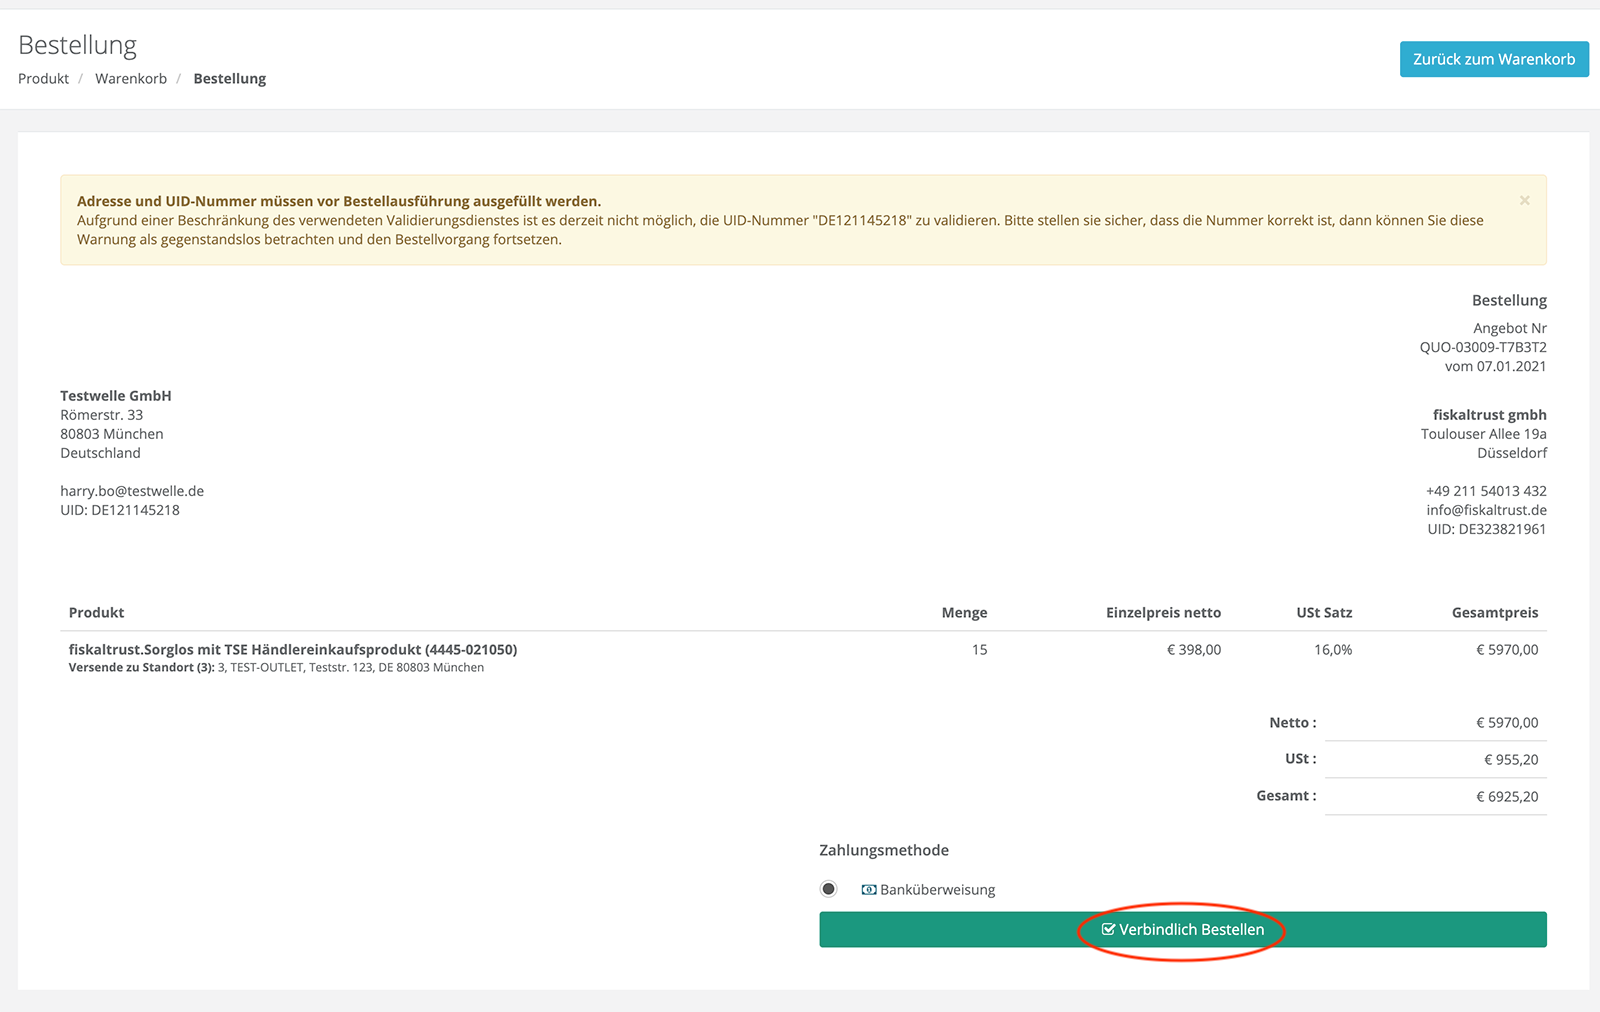 Bestellung
Produkt / Warenkorb / Bestellung
Zurück zum Warenkorb
Adresse und UID-Nummer müssen vor Bestellausführung ausgefüllt werden.
×
Aufgrund einer Beschränkung des verwendeten Validierungsdienstes ist es derzeit nicht möglich, die UID-Nummer "DE121145218" zu validieren. Bitte stellen sie sicher, dass die Nummer korrekt ist, dann können Sie diese
Warnung als gegenstandslos betrachten und den Bestellvorgang fortsetzen.
Bestellung
Angebot Nr
QUO-03009-T7B3T2
vom 07.01.2021
Testwelle GmbH
Römerstr. 33
80803 München
Deutschland
harry.bo@testwelle.de
UID: DE121145218
fiskaltrust gmbh
Toulouser Allee 19a
Düsseldorf
+49 211 54013 432
info@fiskaltrust.de
UID: DE323821961
Produkt Menge Einzelpreis netto USt Satz Gesamtpreis
fiskaltrust.Sorglos mit TSE Händlereinkaufsprodukt (4445-021050) 15 € 398,00 16,0% € 5970,00
Versende zu Standort (3): 3, TEST-OUTLET, Teststr. 123, DE 80803 München
Netto : € 5970,00
USt : € 955,20
Gesamt : € 6925,20
Zahlungsmethode
Banküberweisung
Verbindlich Bestellen